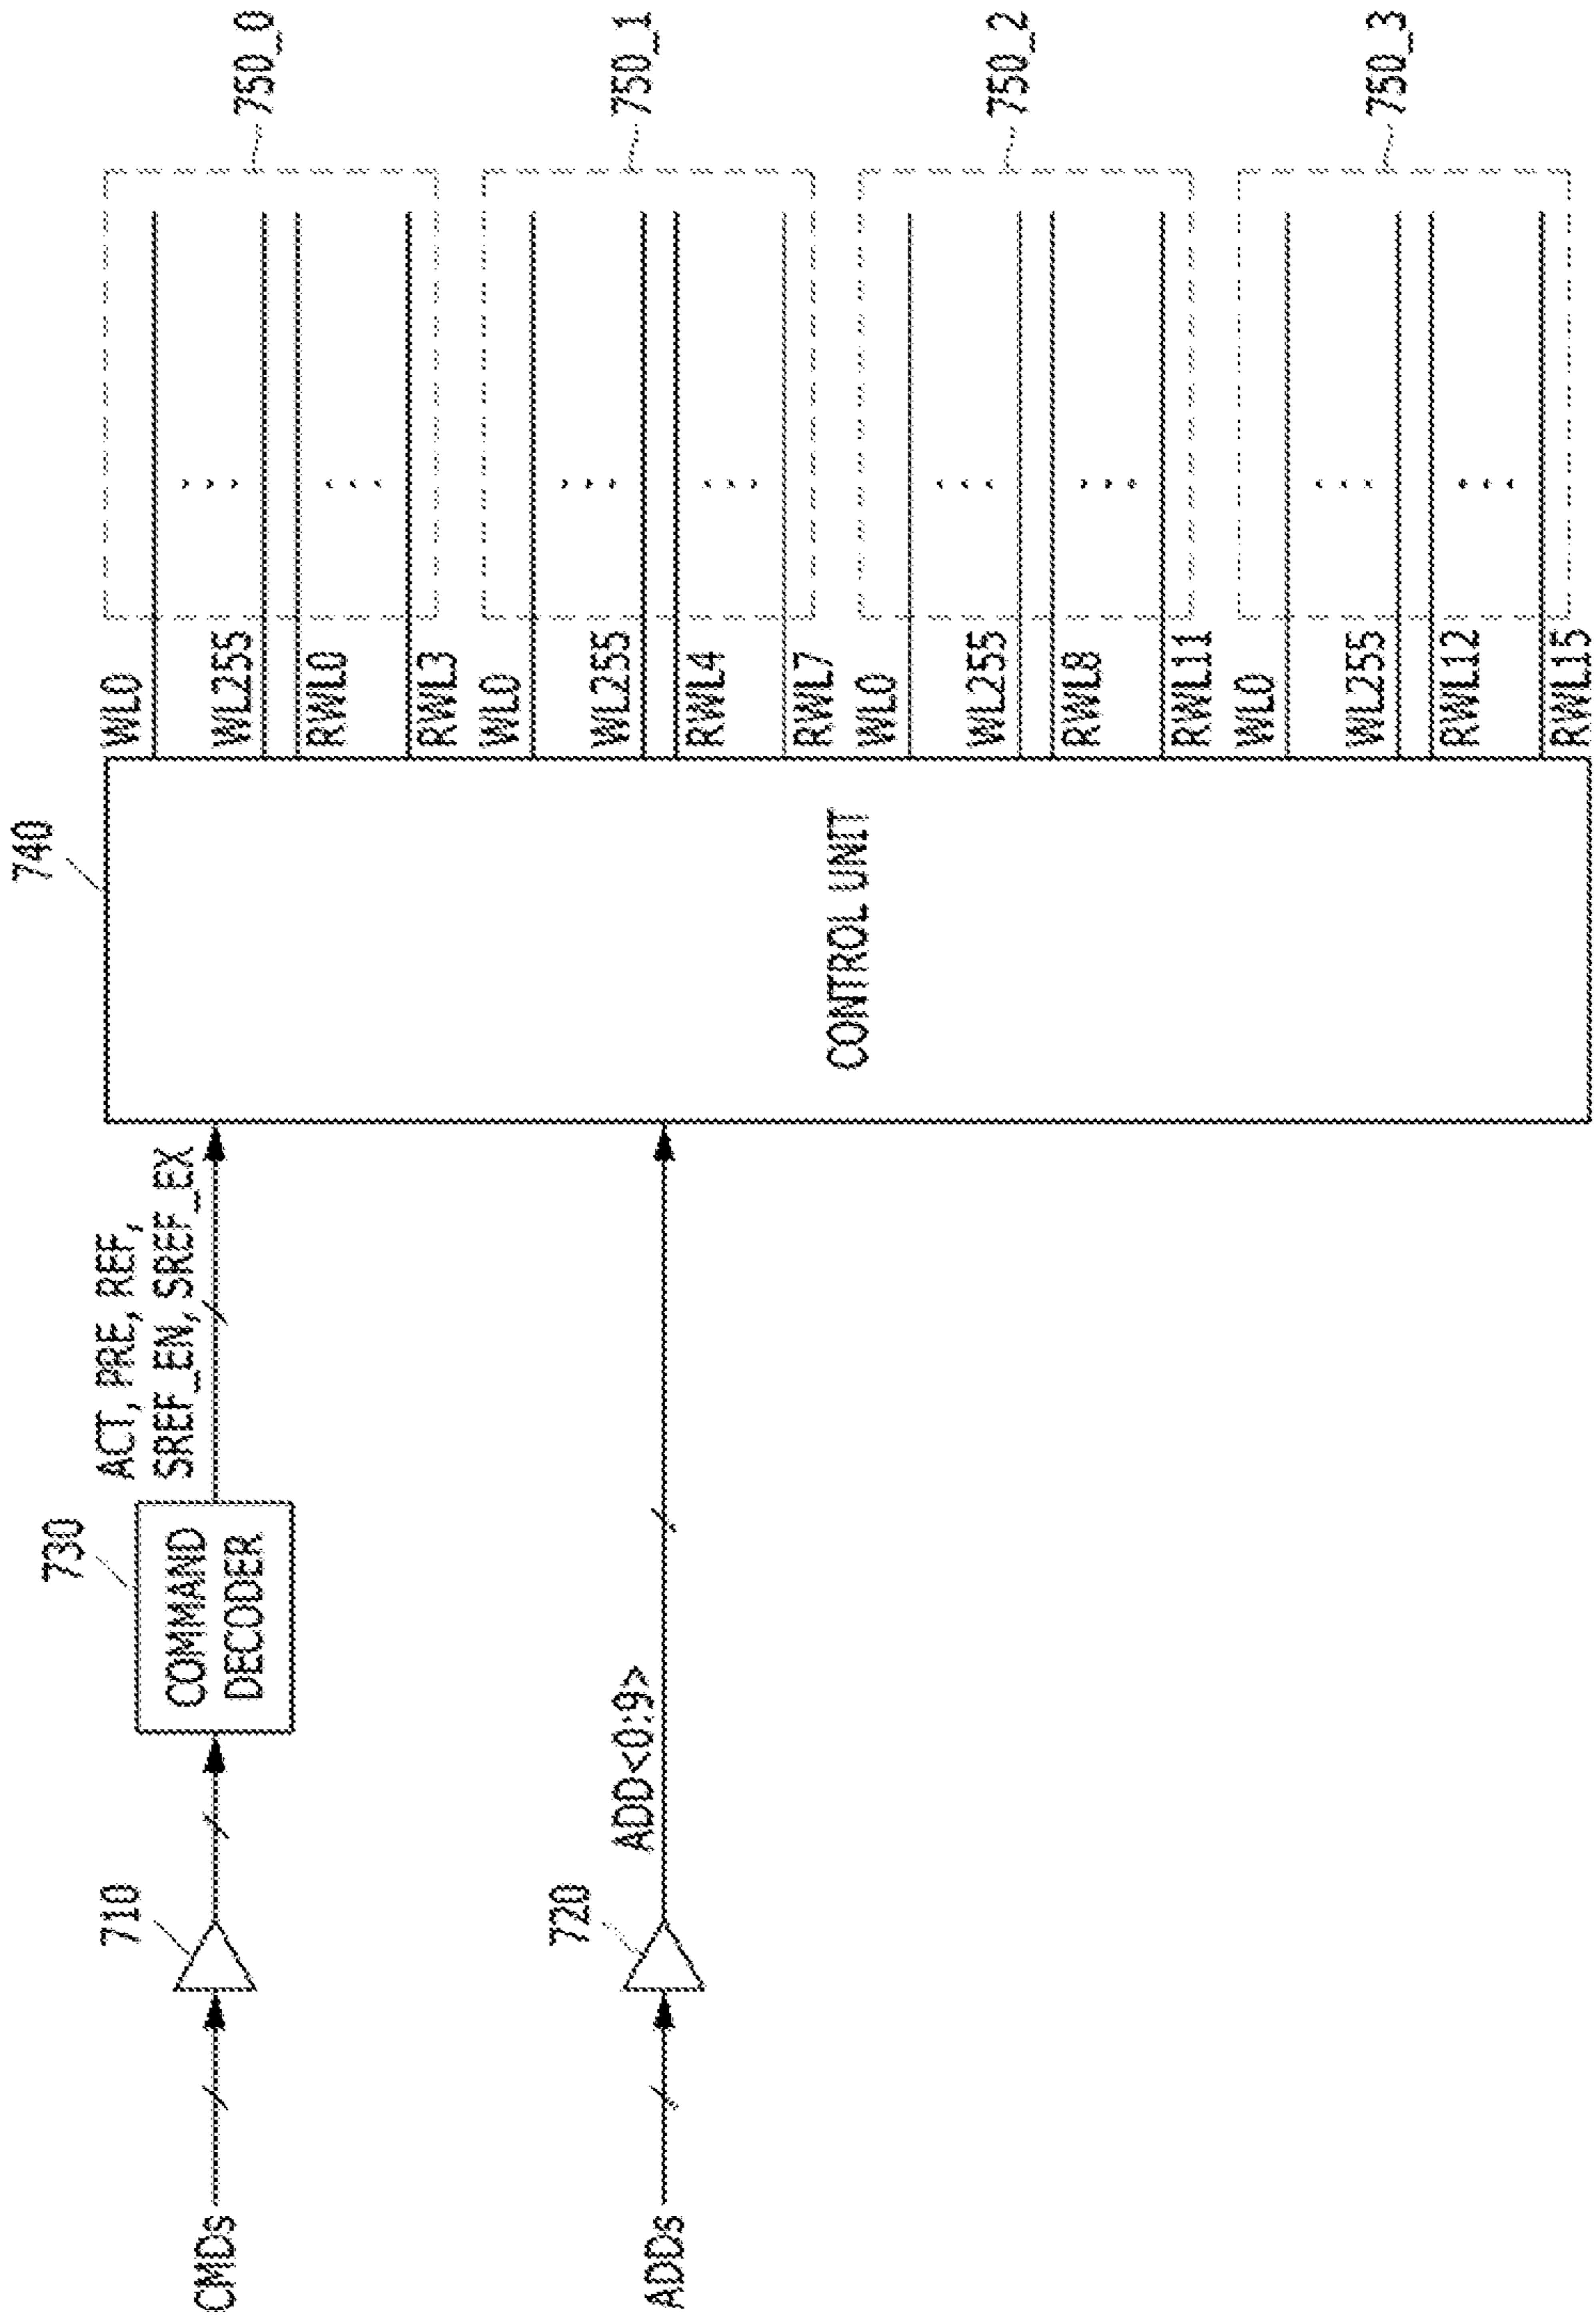 740
750_0
750_1
750_2
750_3
710
730
ACT, PRE, REF,
SREF_EN, SREF_EX
CMDs
COMMAND
DECODER
720
ADD<0:9>
ADDs
CONTROL UNIT
WL0
WL255
RWL0
RWL3
WL0
WL255
RWL4
RWL7
WL0
WL255
RWL8
RWL11
WL0
WL255
RWL12
RWL15